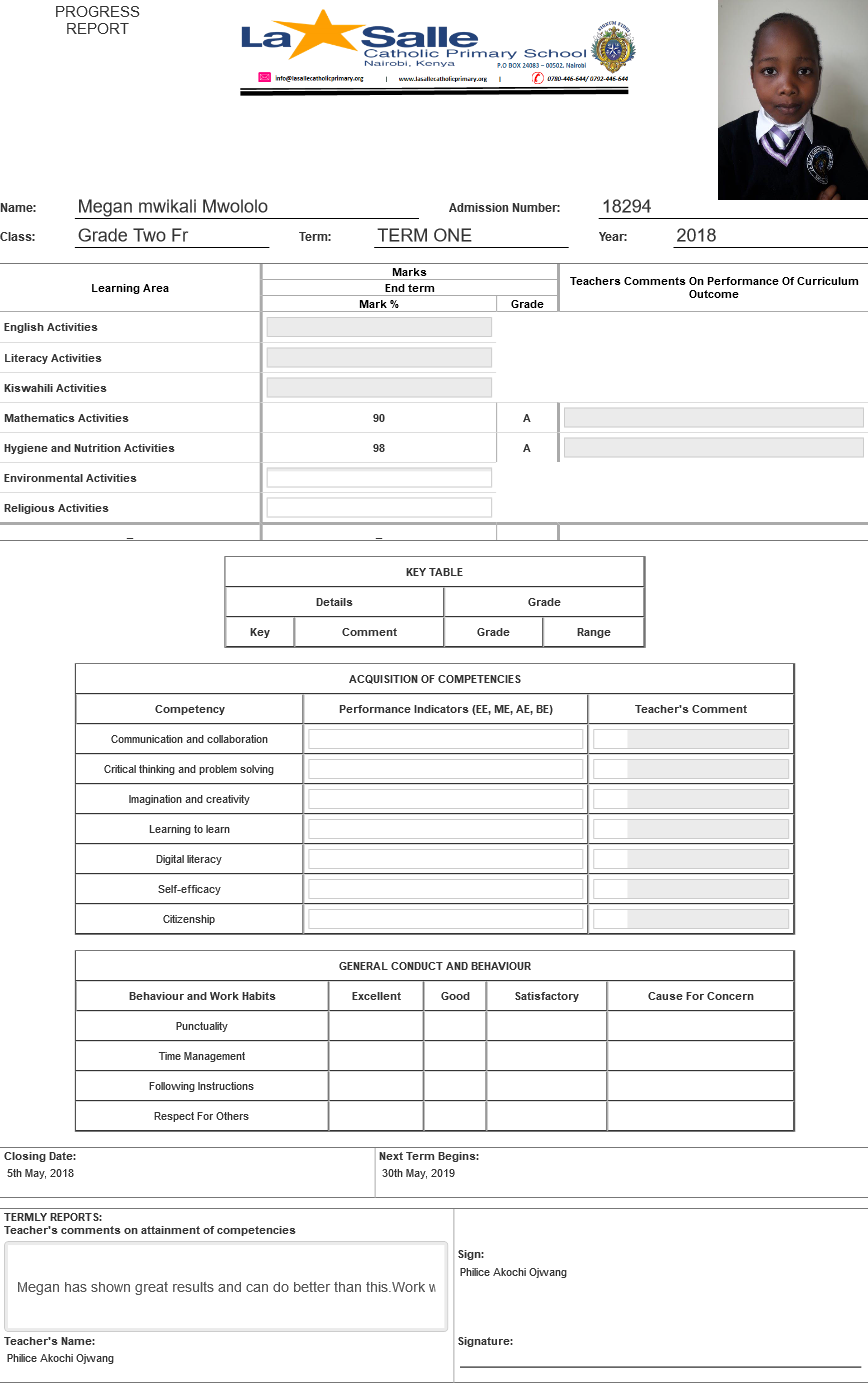 PROGRESS
REPORT
La Salle
Catholic Primary School
Nairobi, Kenya
P.O BOX 24083 – 00502, Nairobi
info@lasallecatholicprimary.org | www.lasallecatholicprimary.org | 0780-446-644/ 0792-446-644
Name: Megan mwikali Mwololo Admission Number: 18294
Class: Grade Two Fr Term: TERM ONE Year: 2018
Learning Area Marks Teachers Comments On Performance Of Curriculum Outcome
End term
Mark % Grade
English Activities
Literacy Activities
Kiswahili Activities
Mathematics Activities 90 A
Hygiene and Nutrition Activities 98 A
Environmental Activities
Religious Activities
KEY TABLE
Details Grade
Key Comment Grade Range
ACQUISITION OF COMPETENCIES
Competency Performance Indicators (EE, ME, AE, BE) Teacher's Comment
Communication and collaboration
Critical thinking and problem solving
Imagination and creativity
Learning to learn
Digital literacy
Self-efficacy
Citizenship
GENERAL CONDUCT AND BEHAVIOUR
Behaviour and Work Habits Excellent Good Satisfactory Cause For Concern
Punctuality
Time Management
Following Instructions
Respect For Others
Closing Date: Next Term Begins:
5th May, 2018 30th May, 2019
TERMLY REPORTS:
Teacher's comments on attainment of competencies
Megan has shown great results and can do better than this.Work
Sign:
Philice Akochi Ojwang
Teacher's Name:
Philice Akochi Ojwang
Signature: